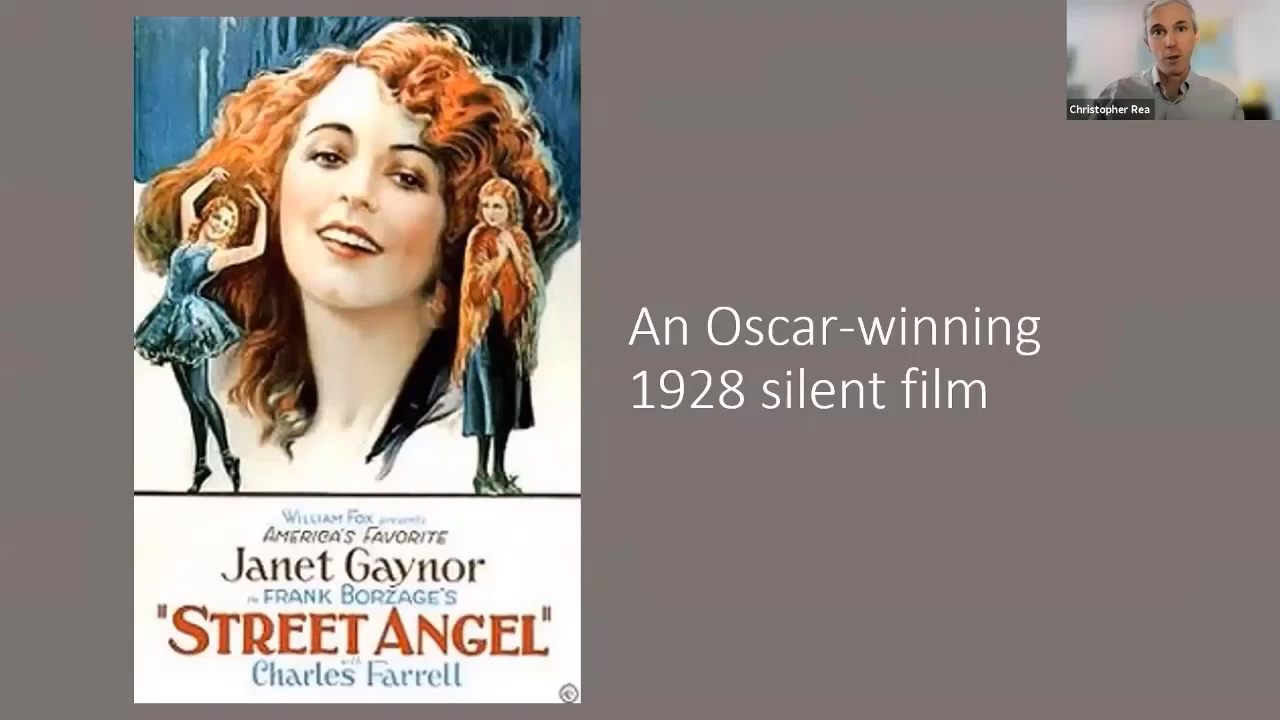 Christopher Rea
An Oscar-winning
1928 silent film
WILLIAM FOX presents
AMERICA'S FAVORITE
Janet Gaynor
IN FRANK BORZAGE'S
"STREET ANGEL"
with
Charles Farrell